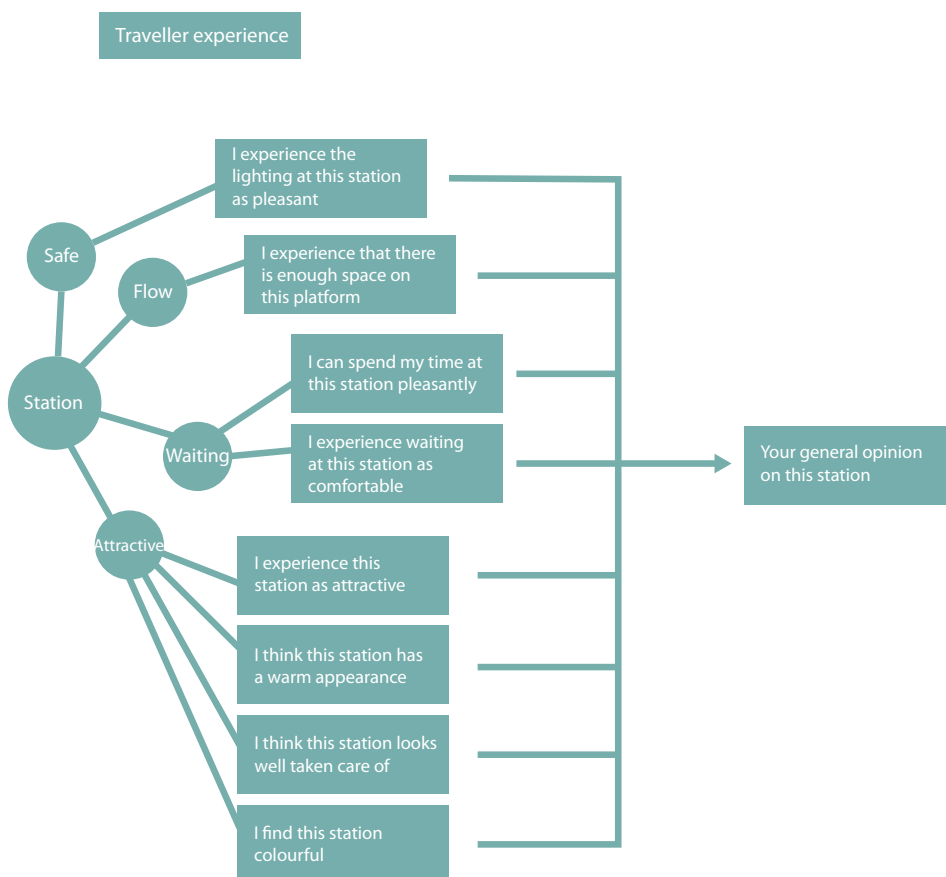 Traveller experience
I experience the
lighting at this station
as pleasant
Safe
I experience that there
is enough space on
this platform
Flow
I can spend my time at
this station pleasantly
Station
I experience waiting
at this station as
comfortable
Waiting
Your general opinion
on this station
Attractive
I experience this
station as attractive
I think this station has
a warm appearance
I think this station looks
well taken care of
I find this station
colourful